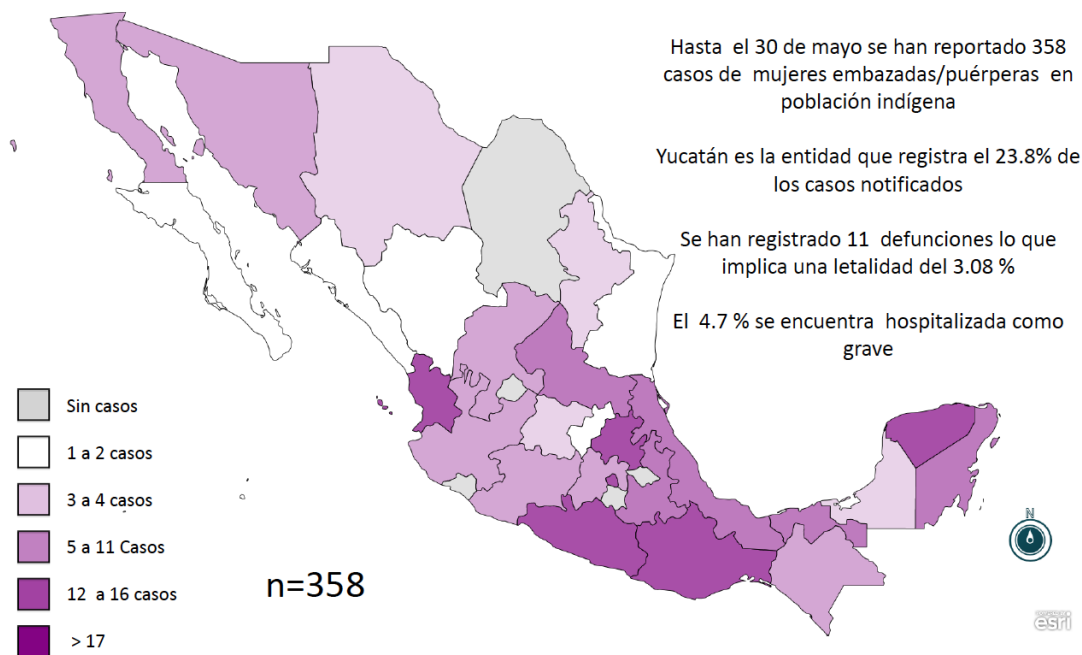 Hasta el 30 de mayo se han reportado 358
casos de mujeres embazadas/puérperas en
población indígena
Yucatán es la entidad que registra el 23.8% de
los casos notificados
Se han registrado 11 defunciones lo que
implica una letalidad del 3.08 %
El 4.7 % se encuentra hospitalizada como
grave
Sin casos
1 a 2 casos
3 a 4 casos
5 a 11 Casos
12 a 16 casos
> 17
n=358
N
esri